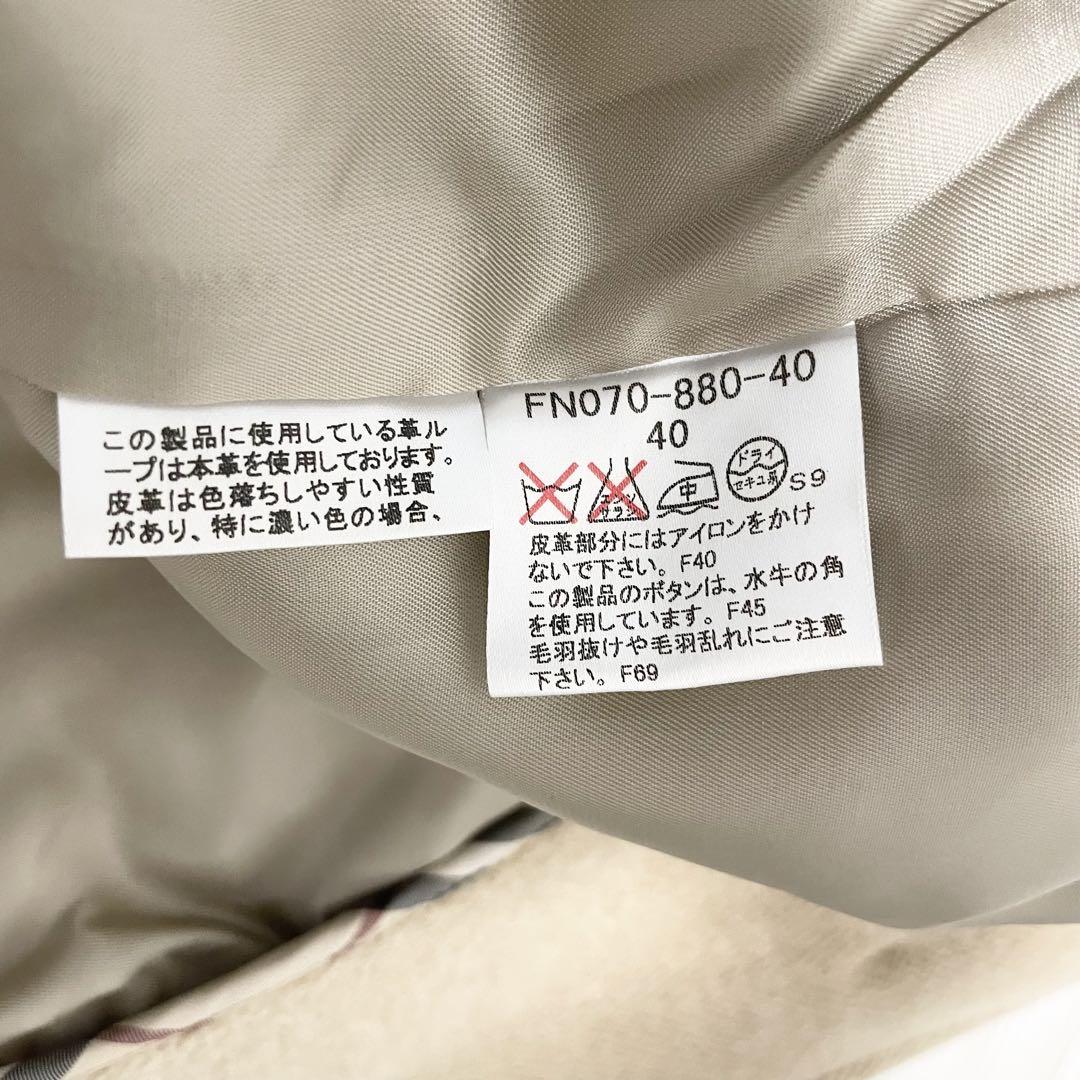 この製品に使用している革ル
ープは本革を使用しております。
皮革は色落ちしやすい性質
があり、特に濃い色の場合、
FN070-880-40
40
エンソ
サラシ
中
ドライ
セキユ系
S9
皮革部分にはアイロンをかけ
ないで下さい。F40
この製品のボタンは、水牛の角
を使用しています。F45
毛羽抜けや毛羽乱れにご注意
下さい。F69